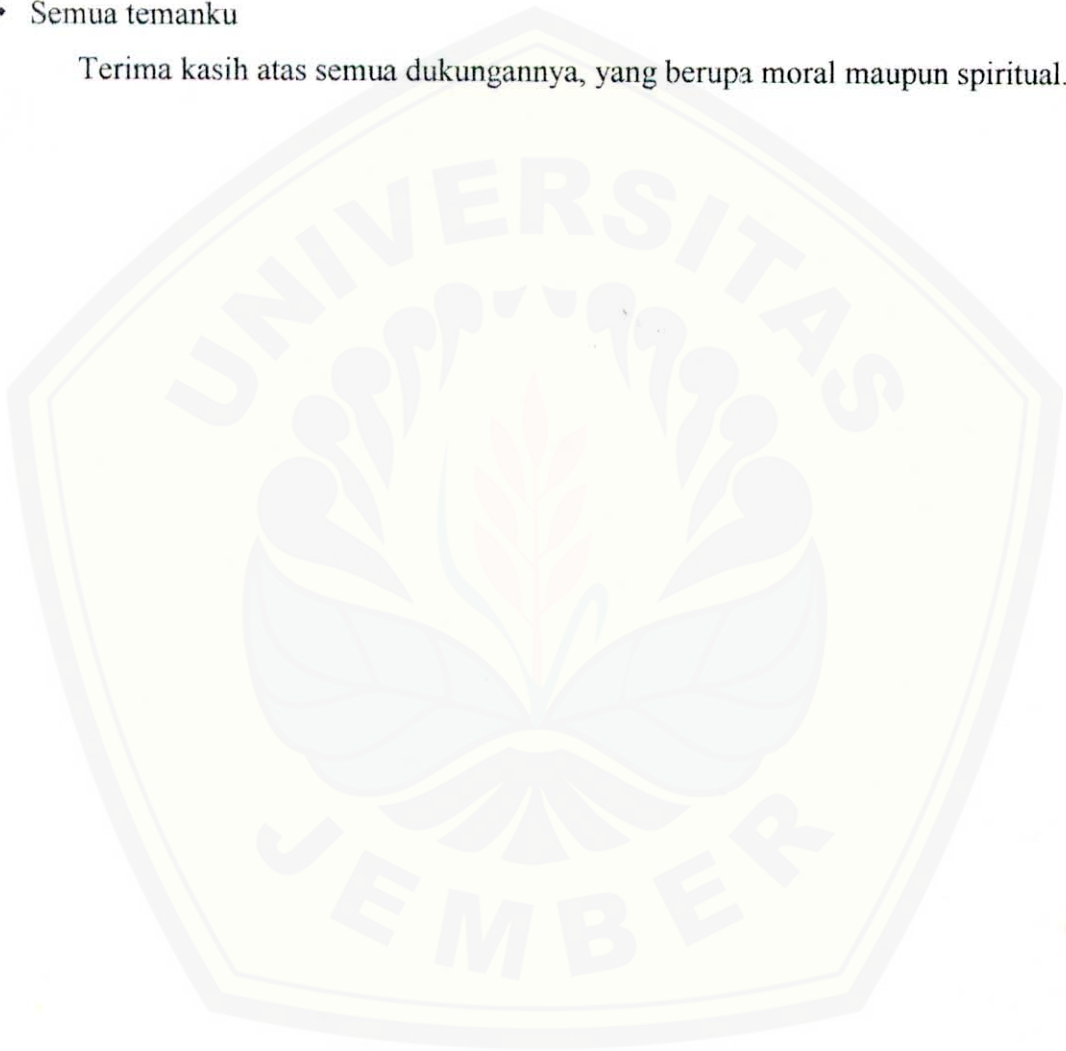 • Semua temanku
Terima kasih atas semua dukungannya, yang berupa moral maupun spiritual.
UNIVERSITAS
JEMBER